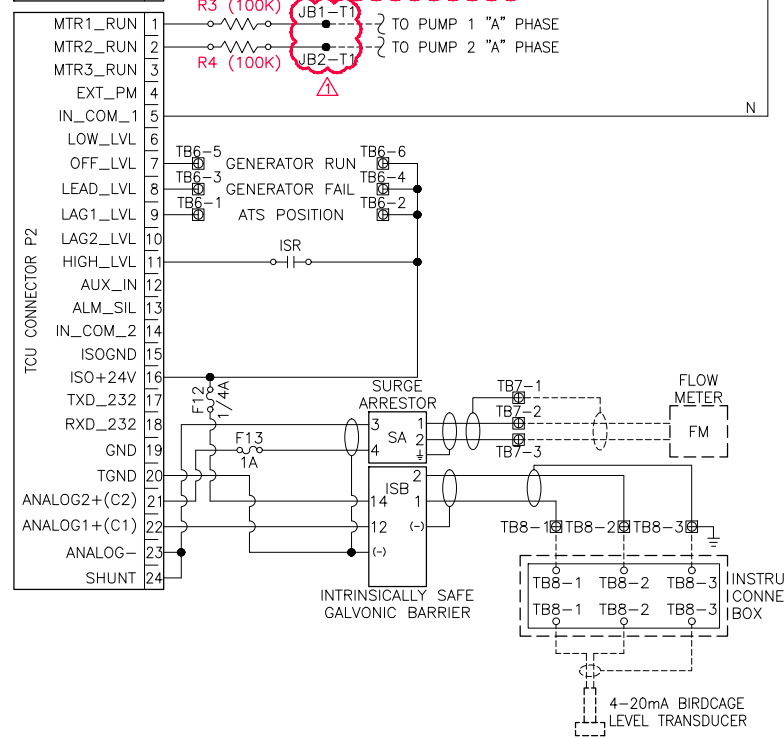 R3 (100K)
JB1-T1
MTR1_RUN 1 TO PUMP 1 "A" PHASE
MTR2_RUN 2 TO PUMP 2 "A" PHASE
R4 (100K) JB2-T1
MTR3_RUN 3
1
EXT_PM 4
IN_COM_1 5 N
LOW_LVL 6
TB6-5 TB6-6
OFF_LVL 7 GENERATOR RUN
TB6-3 TB6-4
LEAD_LVL 8 GENERATOR FAIL
TB6-1 TB6-2
LAG1_LVL 9 ATS POSITION
LAG2_LVL 10
ISR
HIGH_LVL 11
AUX_IN 12
ALM_SIL 13
IN_COM_2 14
ISOGND 15
ISO+24V 16
TXD_232 17
RXD_232 18
GND 19
TGND 20
ANALOG2+(C2) 21
ANALOG1+(C1) 22
ANALOG- 23
SHUNT 24
TCU CONNECTOR P2
F12
1/4A
F13
1A
SURGE
ARRESTOR
3 1
SA
2
4
TB7-1
TB7-2
TB7-3
FLOW
METER
FM
2
ISB
14 1
12 (-)
(-)
INTRINSICALLY SAFE
GALVONIC BARRIER
TB8-1 TB8-2 TB8-3
TB8-1 TB8-2 TB8-3
TB8-1 TB8-2 TB8-3
INSTRU
CONNE
BOX
4-20mA BIRDCAGE
LEVEL TRANSDUCER